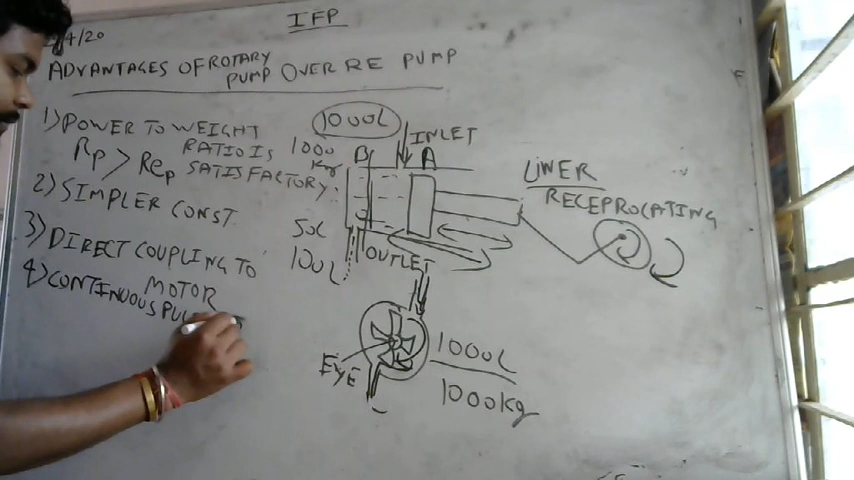 IFP
4/20
ADVANTAGES OF ROTARY
PUMP OVER RE PUMP
1) POWER TO WEIGHT
RATIO IS
Rp > Rep SATISFACTORY.
2) SIMPLER CONST.
3) DIRECT COUPLING TO
MOTOR
4) CONTINUOUS
1000L
1000
Kg
INLET
B A
50L
100L
OUTLET
LINER
RECEPROCATING
EYE
1000L
1000kg